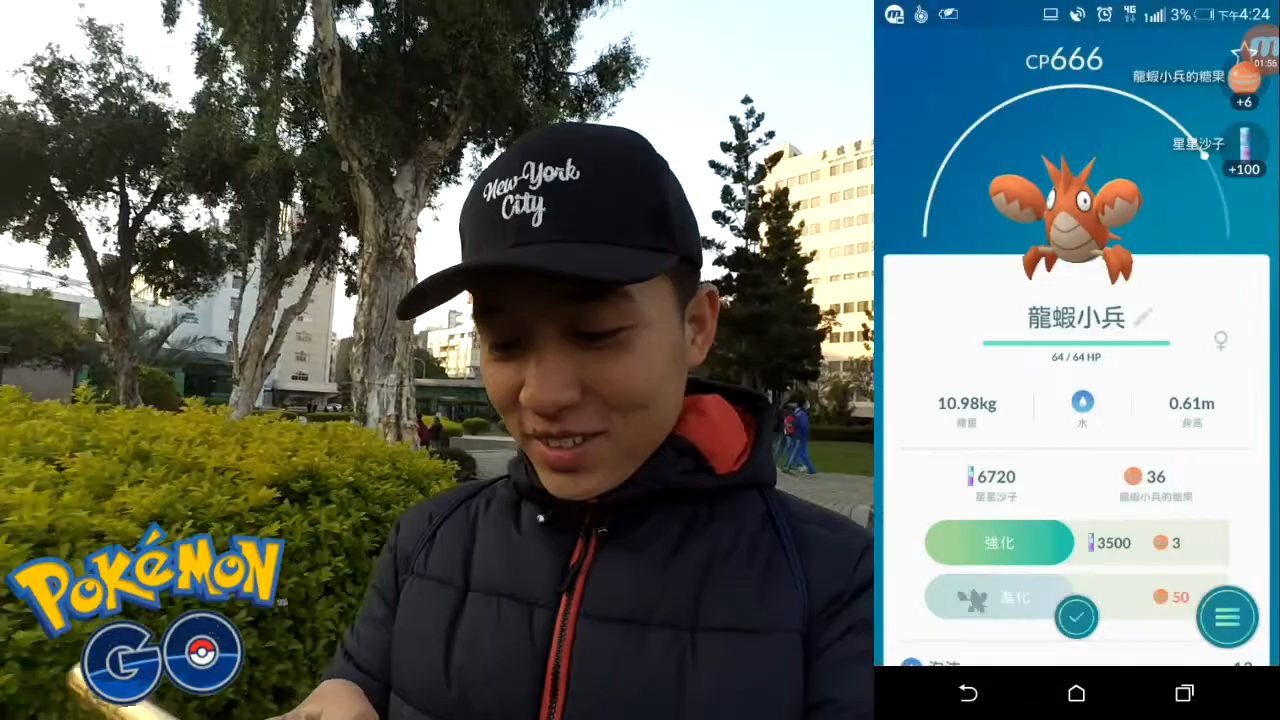 New York
City
POKÉMON
GO
3%
下午4:24
CP666
01:56
龍蝦小兵的糖果
+6
星星沙子
+100
龍蝦小兵
64 / 64 HP
10.98kg
體重
水
0.61m
身高
6720
星星沙子
36
龍蝦小兵的糖果
強化
3500
3
進化
50